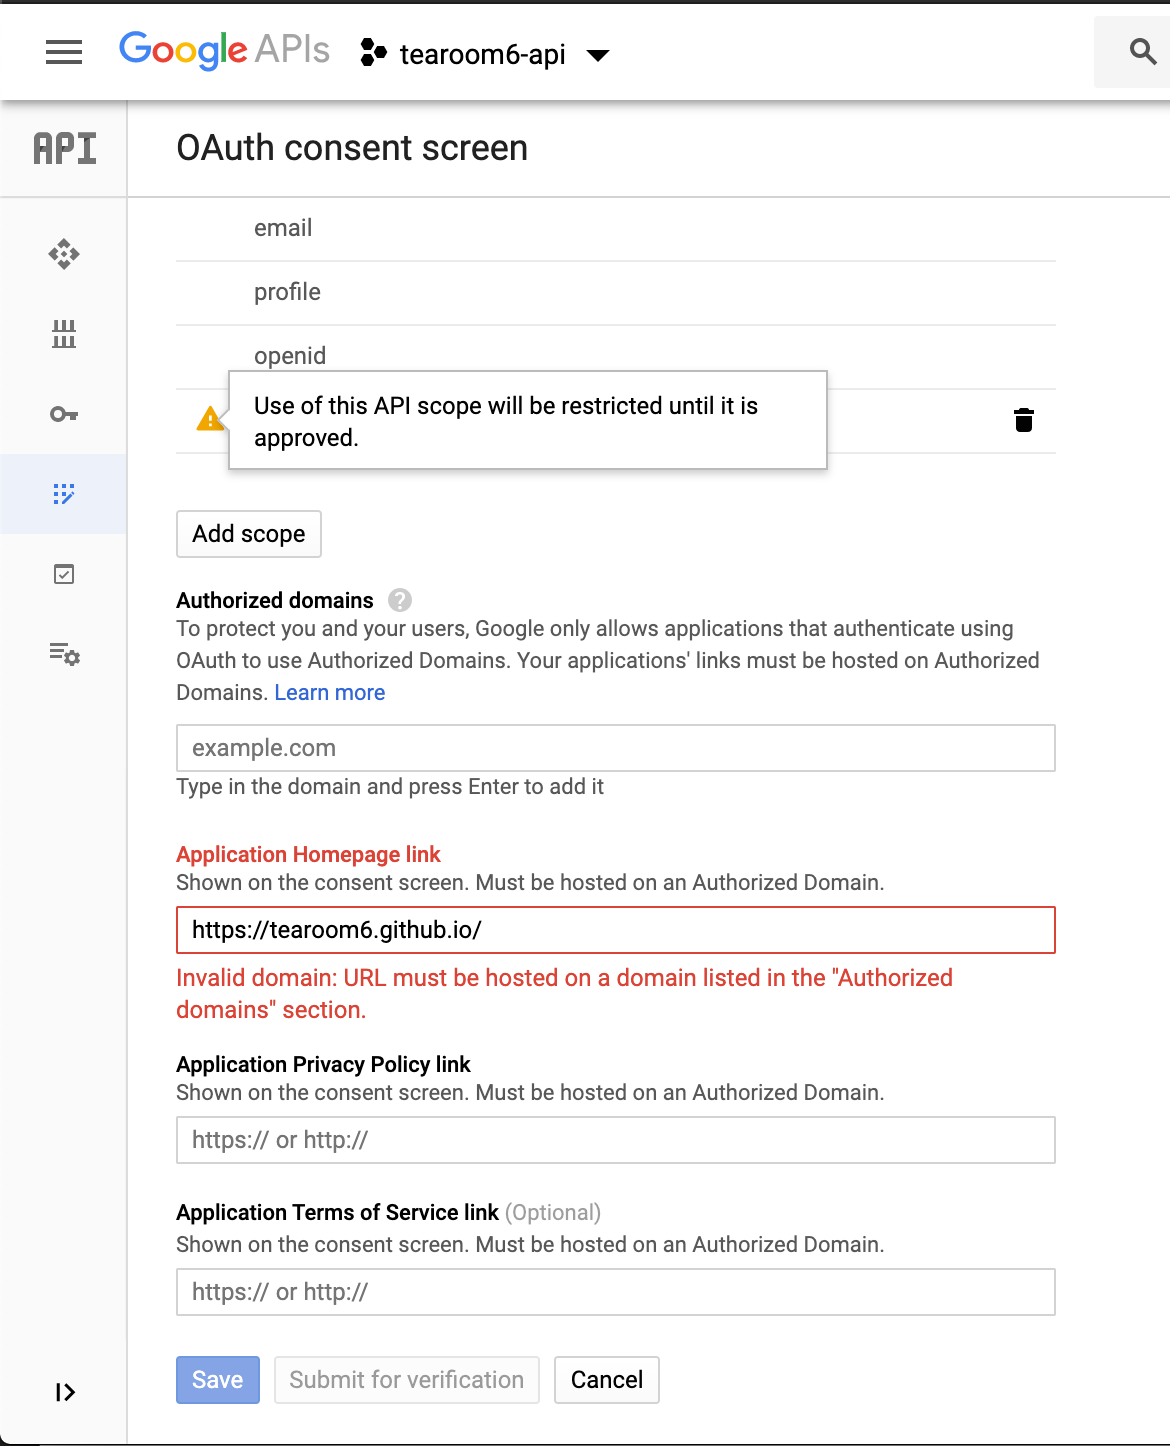 Google APIs
tearoom6-api
API
OAuth consent screen
email
profile
openid
Use of this API scope will be restricted until it is
approved.
Add scope
Authorized domains ?
To protect you and your users, Google only allows applications that authenticate using
OAuth to use Authorized Domains. Your applications' links must be hosted on Authorized
Domains. Learn more
example.com
Type in the domain and press Enter to add it
Application Homepage link
Shown on the consent screen. Must be hosted on an Authorized Domain.
https://tearoom6.github.io/
Invalid domain: URL must be hosted on a domain listed in the "Authorized
domains" section.
Application Privacy Policy link
Shown on the consent screen. Must be hosted on an Authorized Domain.
https:// or http://
Application Terms of Service link (Optional)
Shown on the consent screen. Must be hosted on an Authorized Domain.
https:// or http://
Save
Submit for verification
Cancel